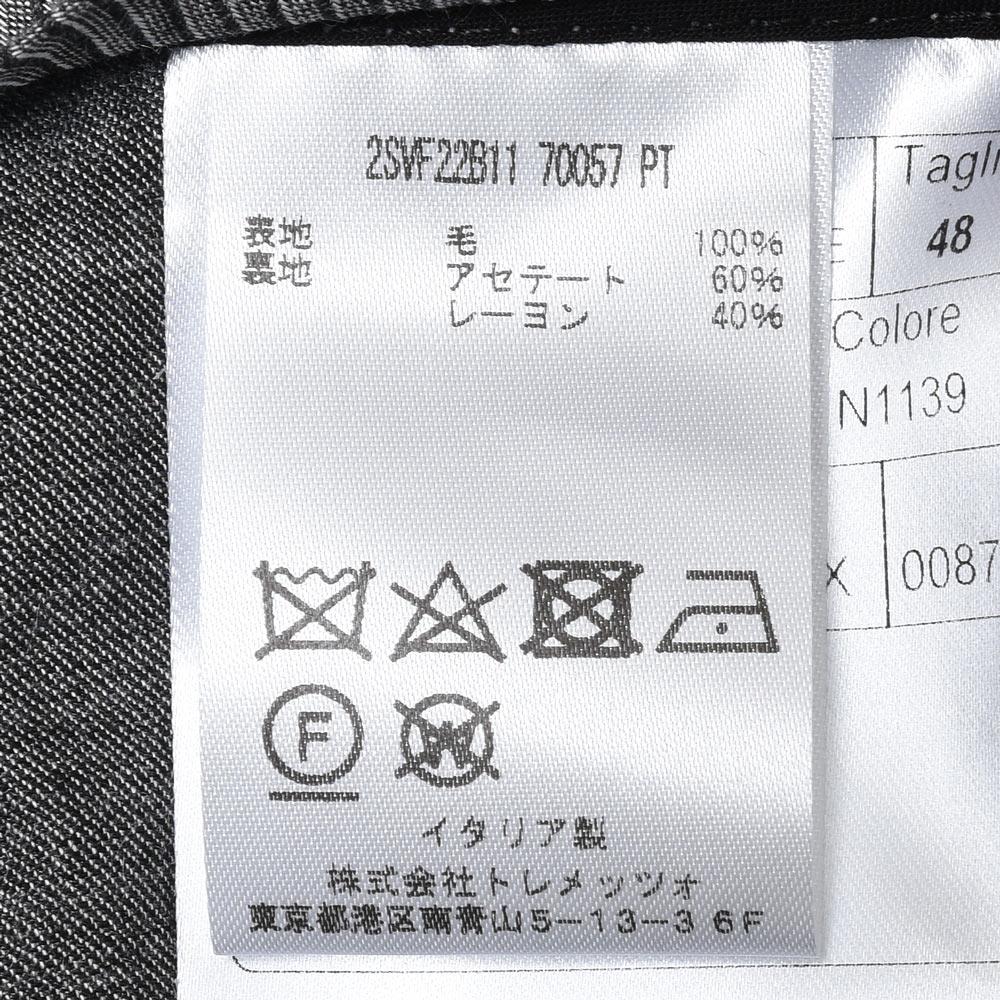 2SVF22B11 70057 PT
表地 毛 100%
裏地 アセテート 60%
レーヨン 40%
F
W
イタリア製
株式会社トレメッツォ
東京都港区南青山5-13-3 6F
Tagli
48
Colore
N1139
X
0087